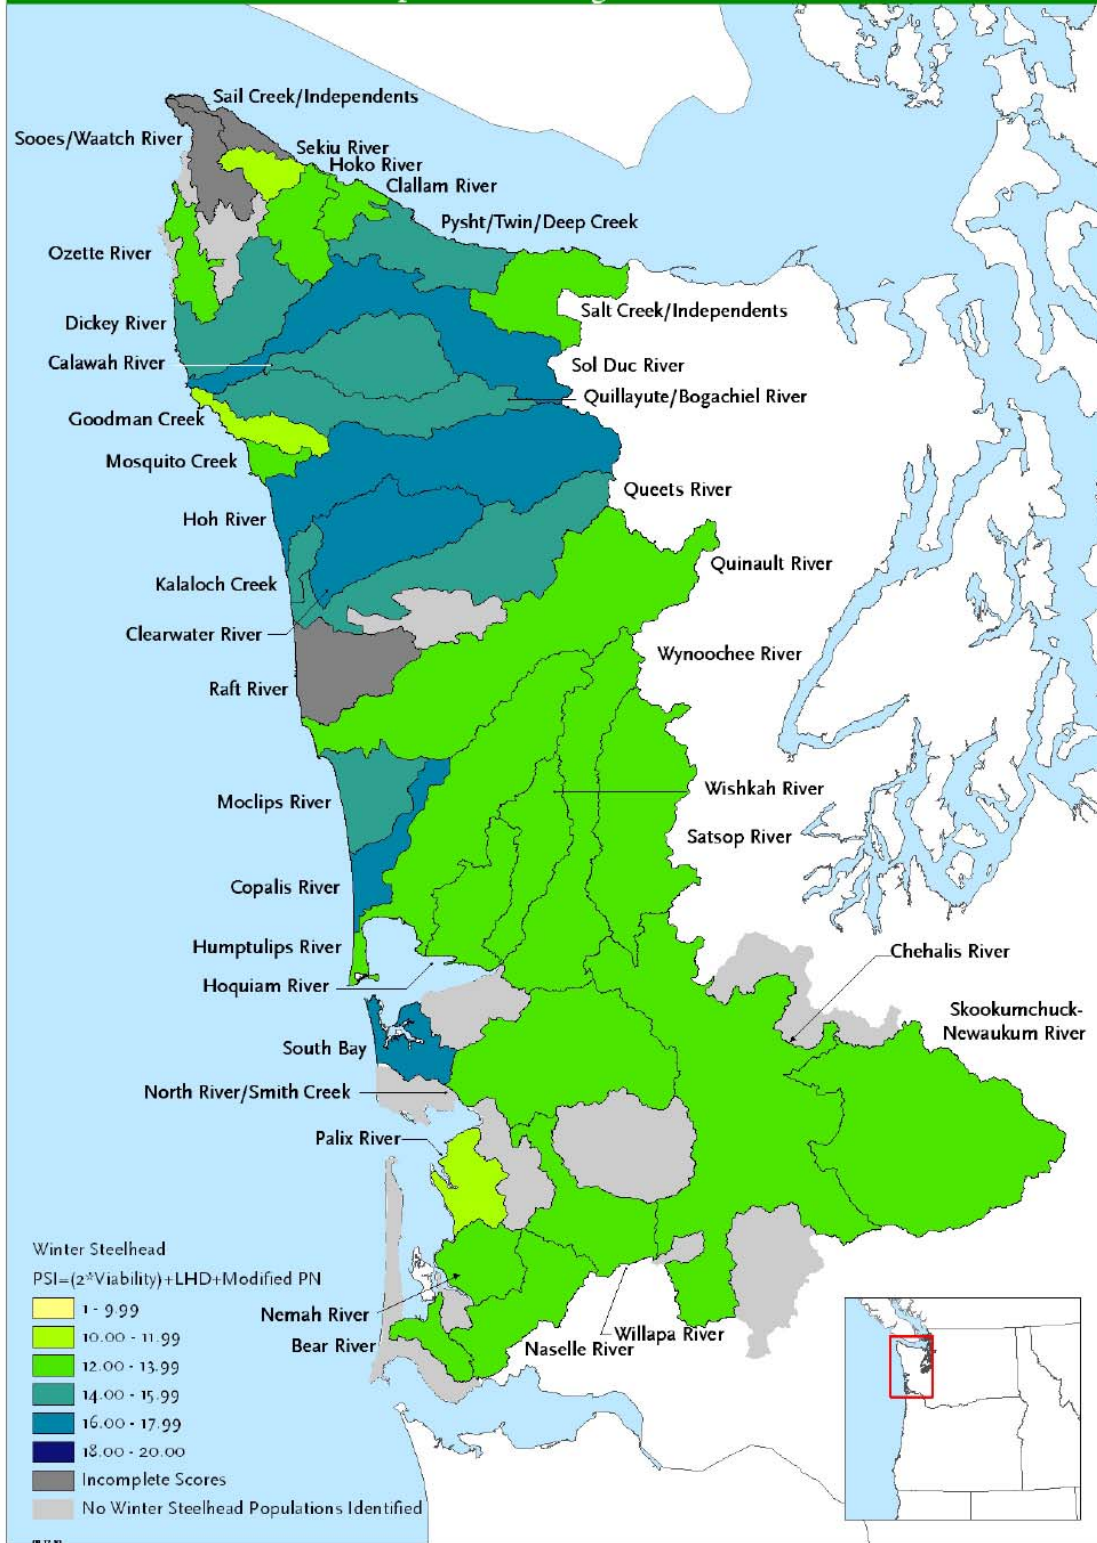 Sail Creek/Independents
Sooes/Waatch River
Sekiu River
Hoko River
Clallam River
Pysht/Twin/Deep Creek
Ozette River
Salt Creek/Independents
Dickey River
Calawah River
Sol Duc River
Quillayute/Bogachiel River
Goodman Creek
Mosquito Creek
Queets River
Hoh River
Quinault River
Kalaloch Creek
Clearwater River
Wynoochee River
Raft River
Wishkah River
Moclips River
Satsop River
Copalis River
Humptulips River
Chehalis River
Hoquiam River
Skookumchuck-
Newaukum River
South Bay
North River/Smith Creek
Palix River
Nemah River
Willapa River
Bear River
Naselle River
Winter Steelhead
PSI=(2*Viability)+LHD+Modified PN
1 - 9.99
10.00 - 11.99
12.00 - 13.99
14.00 - 15.99
16.00 - 17.99
18.00 - 20.00
Incomplete Scores
No Winter Steelhead Populations Identified